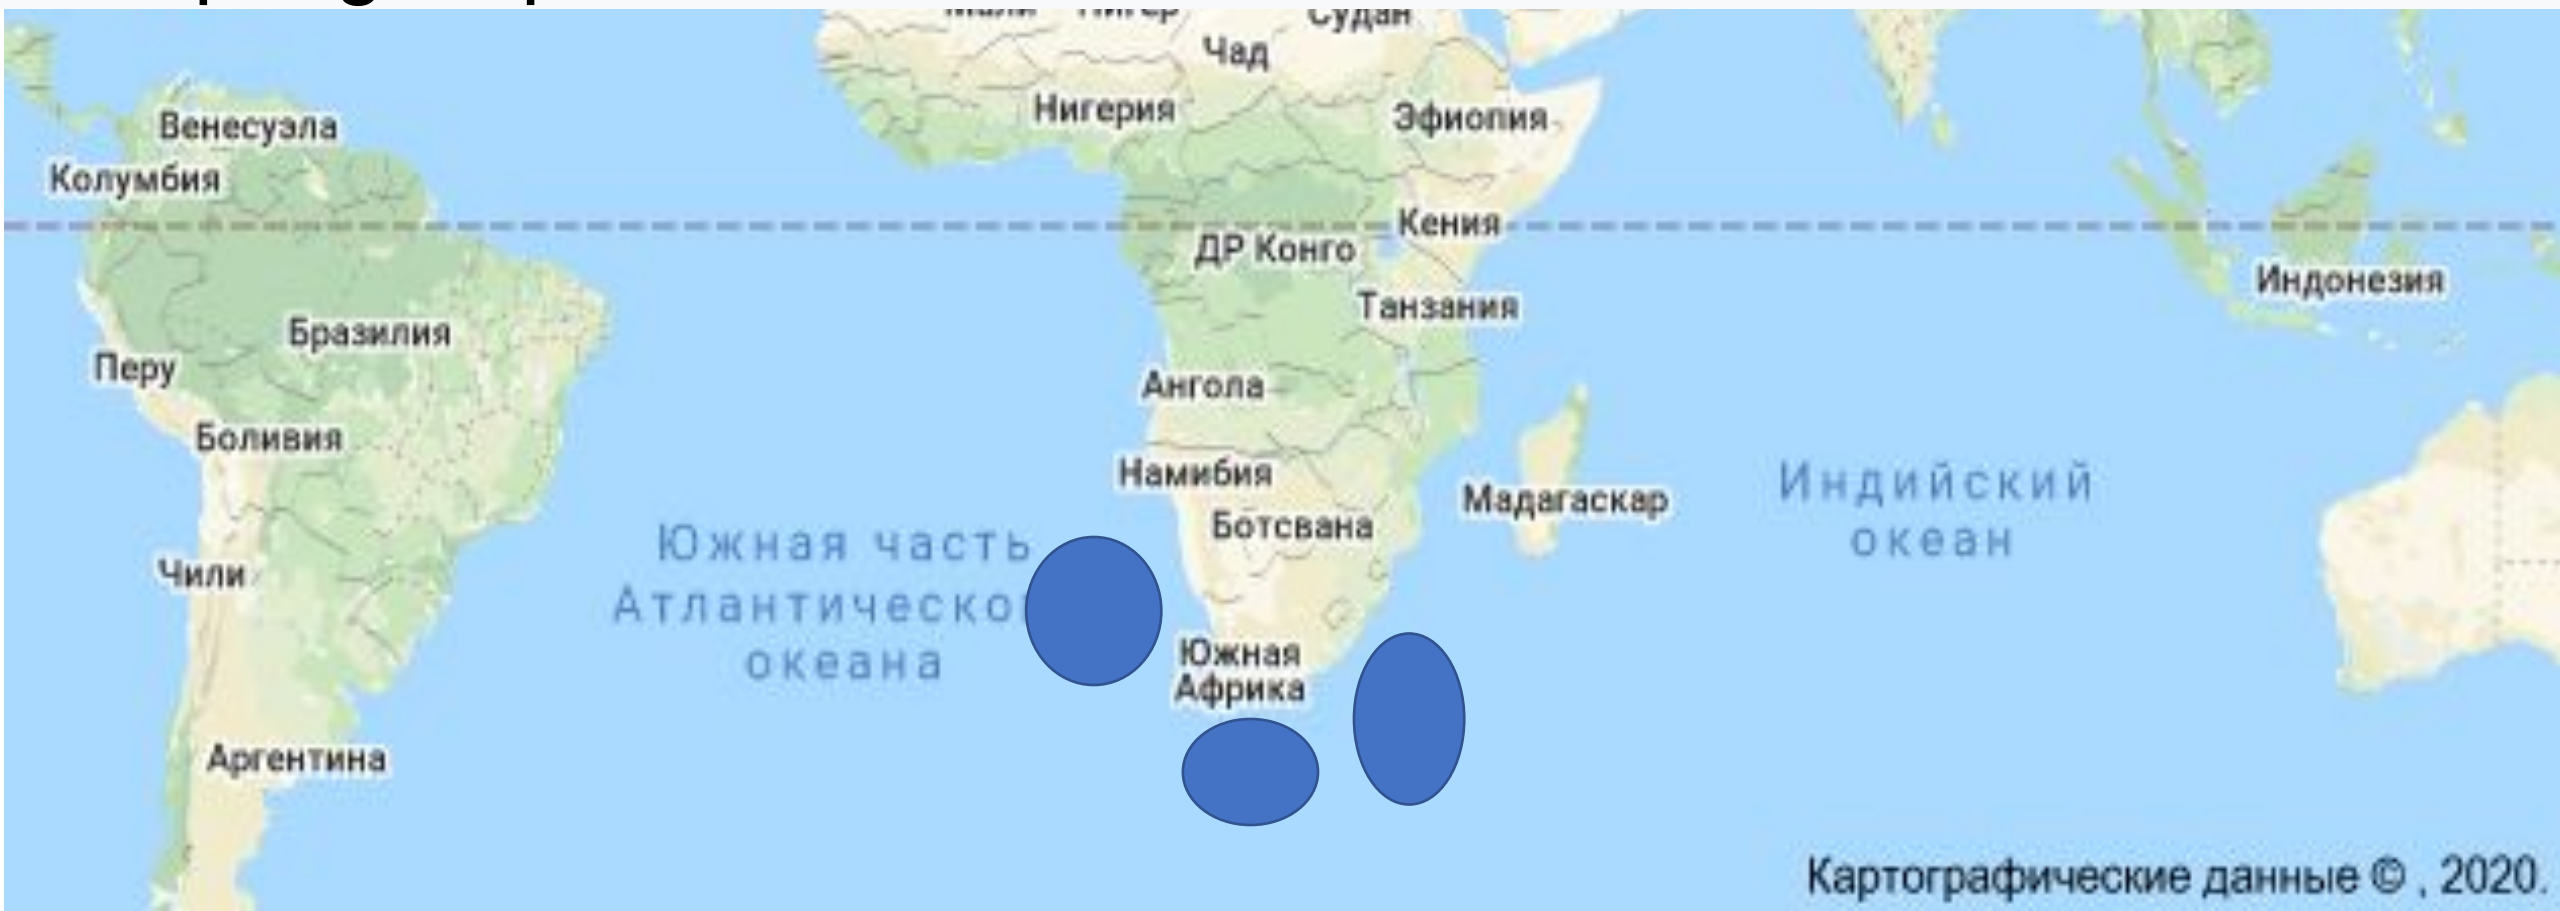 Судан
Чад
Нигерия
Эфиопия
Венесуэла
Колумбия
Кения
ДР Конго
Индонезия
Танзания
Бразилия
Перу
Ангола
Боливия
Намибия
Мадагаскар
Индийский
океан
Ботсвана
Южная часть
Атлантическо
океана
Чили
Южная
Африка
Аргентина
Картографические данные © , 2020.